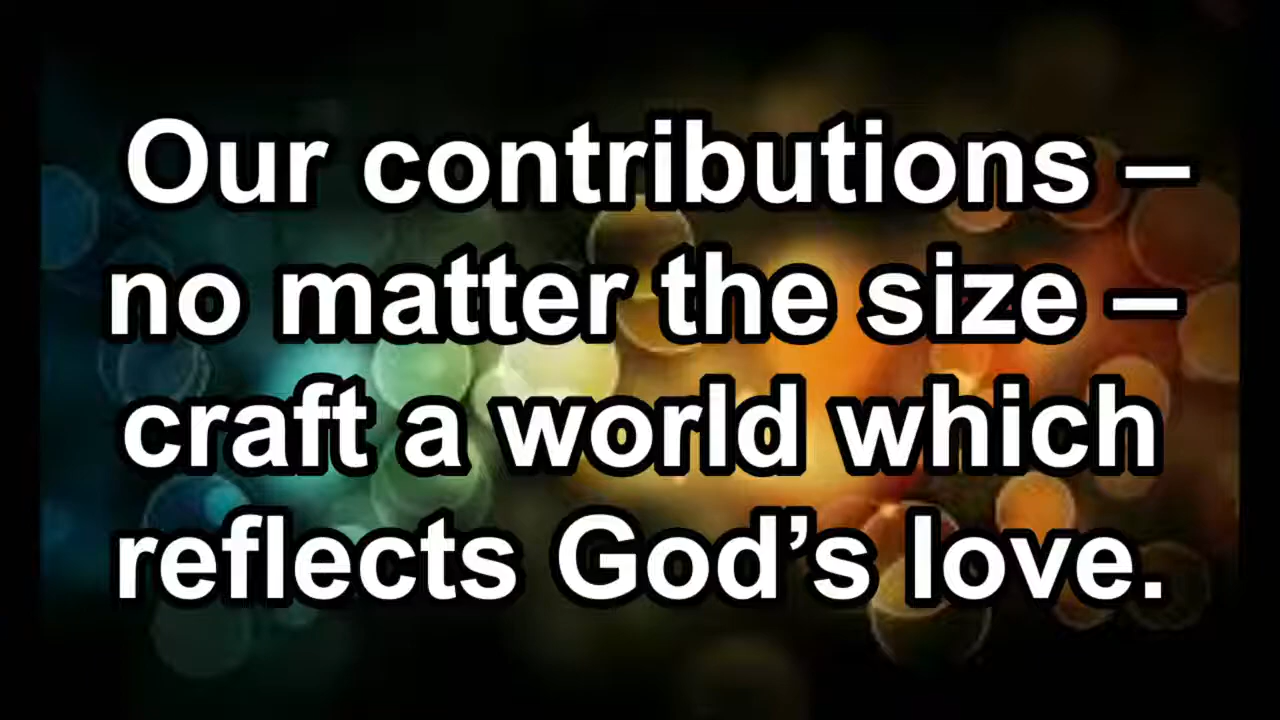 Our contributions –
no matter the size –
craft a world which
reflects God’s love.